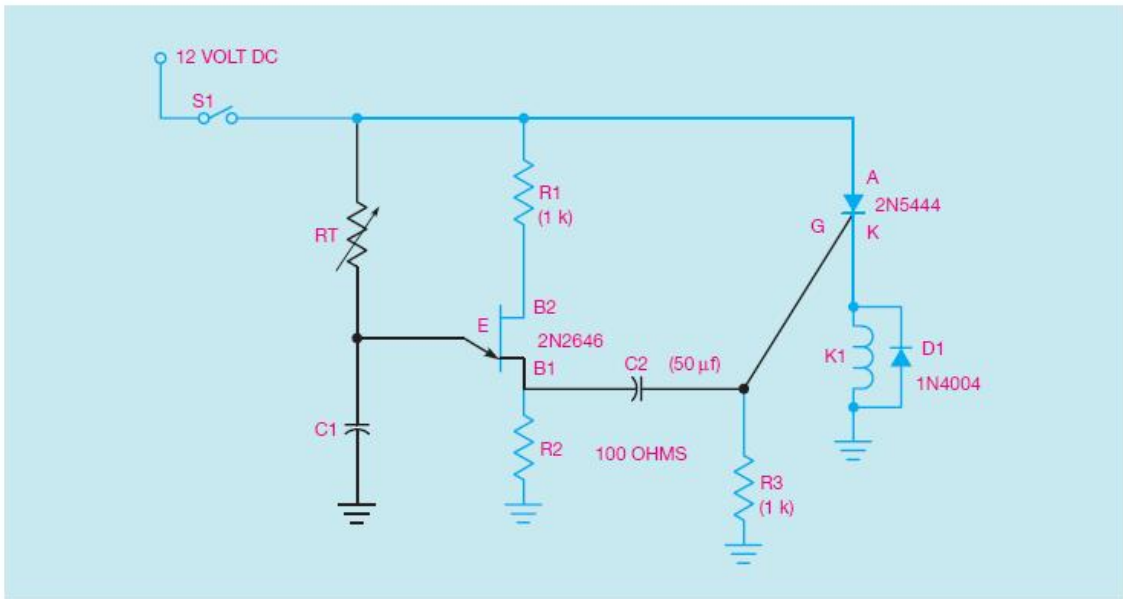 12 VOLT DC
S1
R1
(1 k)
A
2N5444
G
K
RT
B2
E
2N2646
B1
C2
(50 µf)
K1
D1
1N4004
C1
R2
100 OHMS
R3
(1 k)